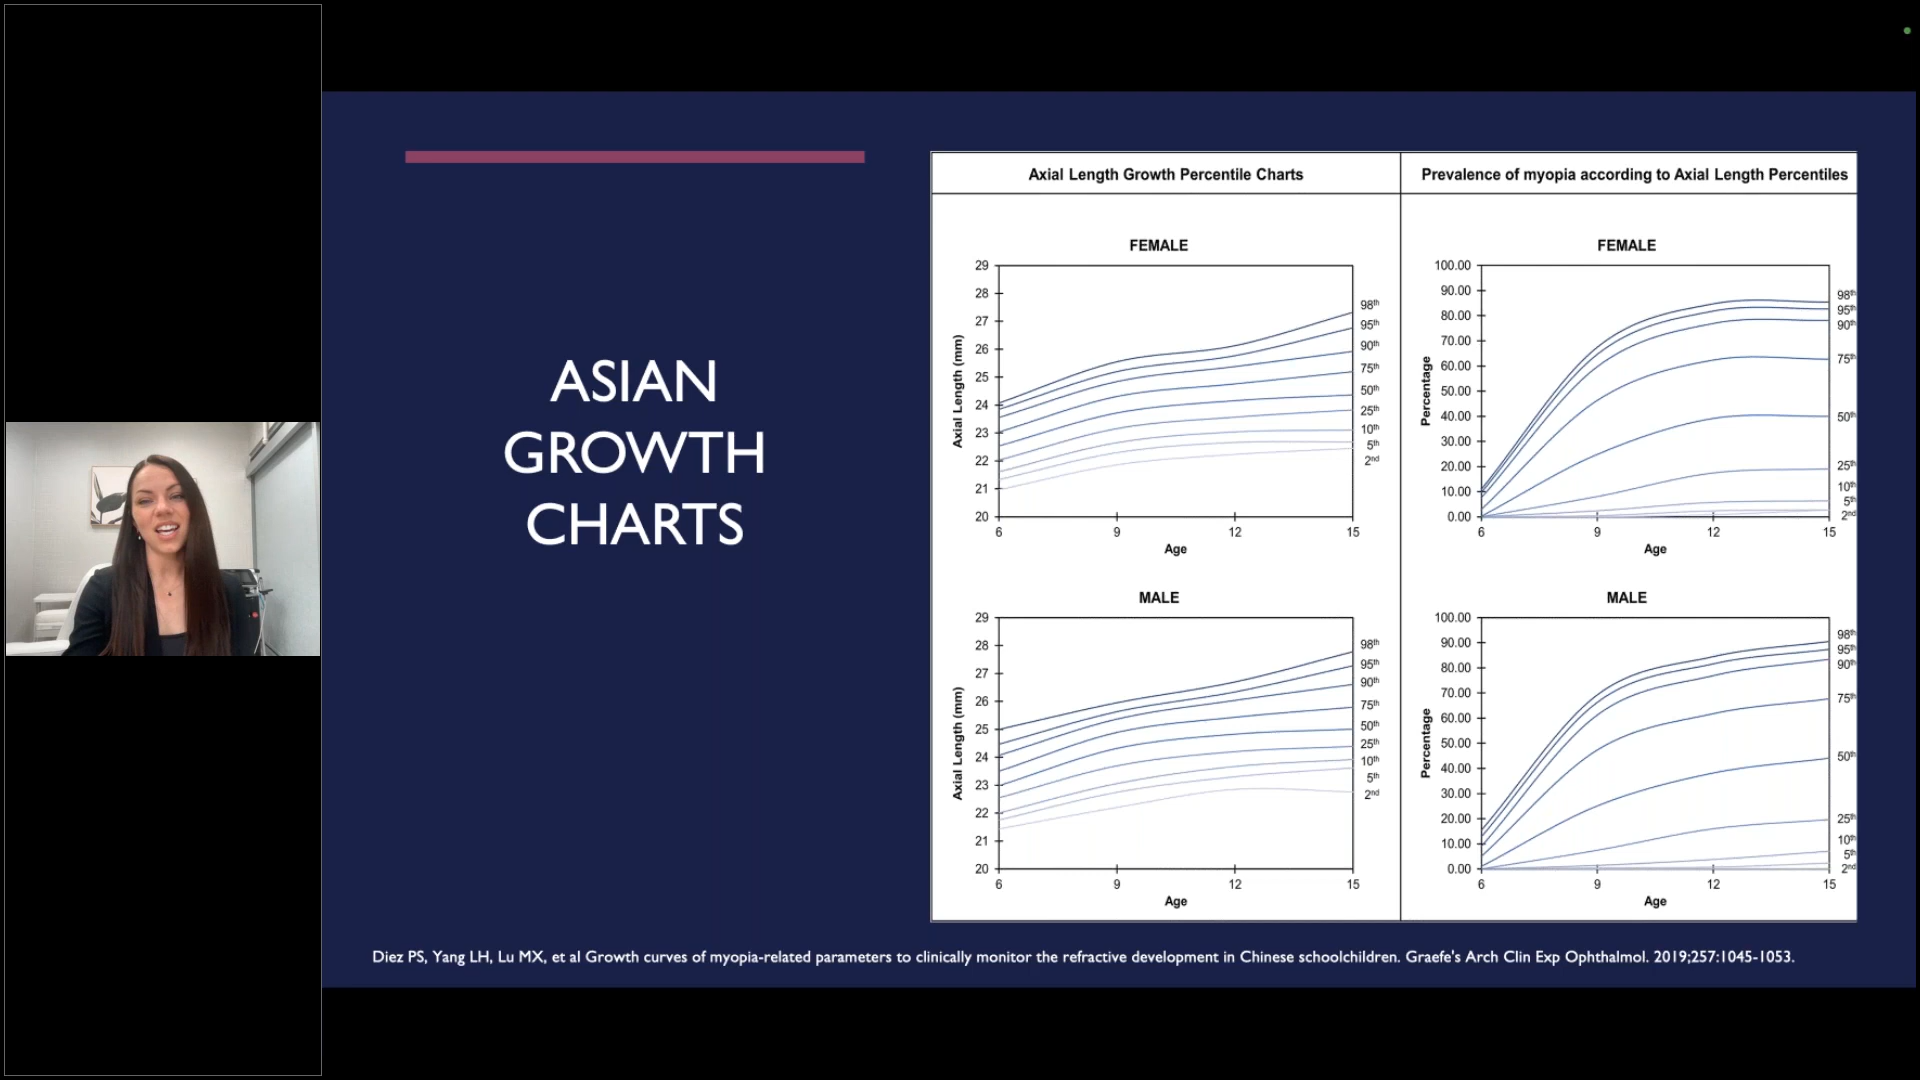 ASIAN
GROWTH
CHARTS
Axial Length Growth Percentile Charts
Prevalence of myopia according to Axial Length Percentiles
FEMALE
29
28
27
26
25
24
23
22
21
20
Axial Length (mm)
6 9 12 15
Age
98th
95th
90th
75th
50th
25th
10th
5th
2nd
FEMALE
100.00
90.00
80.00
70.00
60.00
50.00
40.00
30.00
20.00
10.00
0.00
Percentage
6 9 12 15
Age
98th
95th
90th
75th
50th
25th
10th
5th
2nd
MALE
29
28
27
26
25
24
23
22
21
20
Axial Length (mm)
6 9 12 15
Age
98th
95th
90th
75th
50th
25th
10th
5th
2nd
MALE
100.00
90.00
80.00
70.00
60.00
50.00
40.00
30.00
20.00
10.00
0.00
Percentage
6 9 12 15
Age
98th
95th
90th
75th
50th
25th
10th
5th
2nd
Diez PS, Yang LH, Lu MX, et al Growth curves of myopia-related parameters to clinically monitor the refractive development in Chinese schoolchildren. Graefe's Arch Clin Exp Ophthalmol. 2019;257:1045-1053.